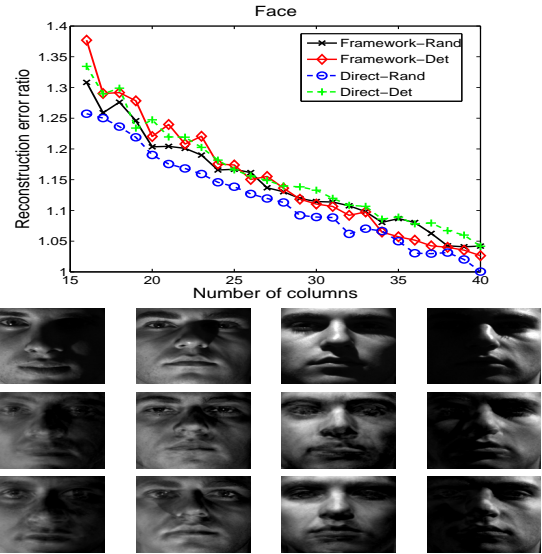 Face
Reconstruction error ratio
1.4
1.35
1.3
1.25
1.2
1.15
1.1
1.05
1
Framework−Rand
Framework−Det
Direct−Rand
Direct−Det
15
20
25
30
35
40
Number of columns